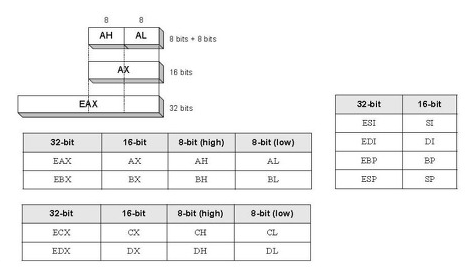 8 8
AH AL 8 bits + 8 bits
AX 16 bits
EAX 32 bits
32-bit 16-bit 8-bit (high) 8-bit (low)
EAX AX AH AL
EBX BX BH BL
32-bit 16-bit 8-bit (high) 8-bit (low)
ECX CX CH CL
EDX DX DH DL
32-bit 16-bit
ESI SI
EDI DI
EBP BP
ESP SP